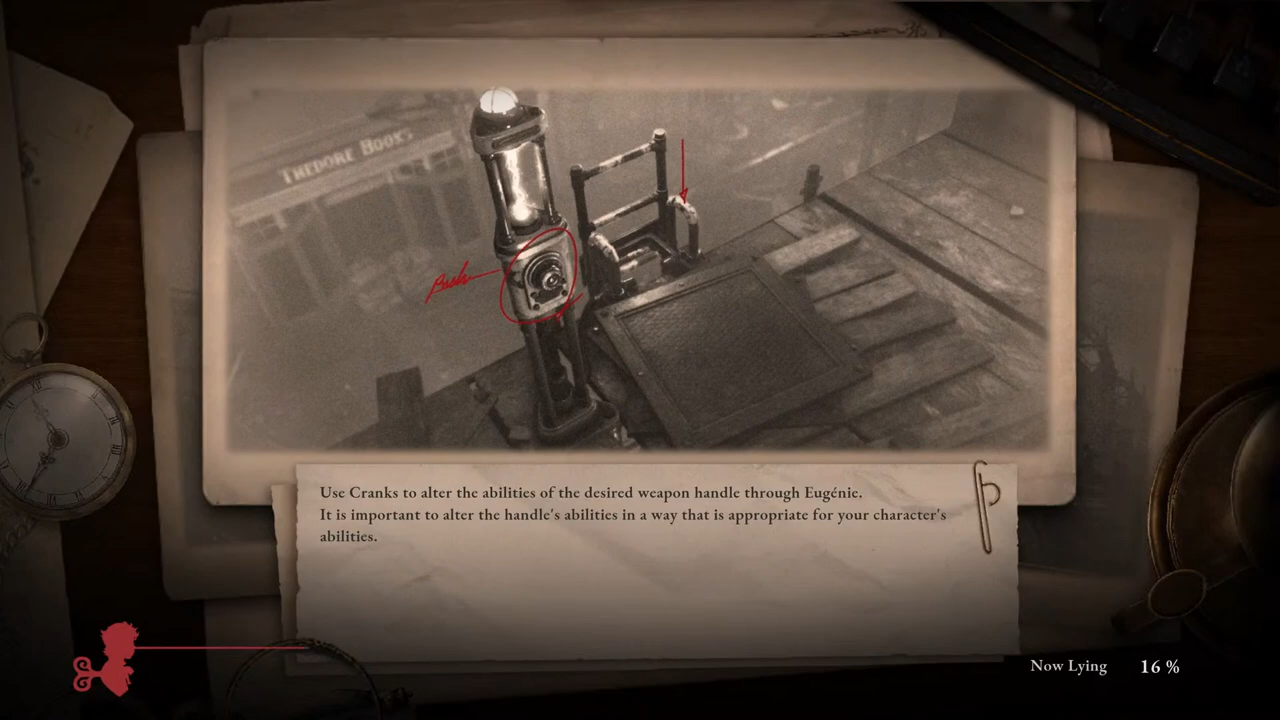 THEDORE BOOKS
Push
Use Cranks to alter the abilities of the desired weapon handle through Eugénie.
It is important to alter the handle's abilities in a way that is appropriate for your character's
abilities.
Now Lying 16 %